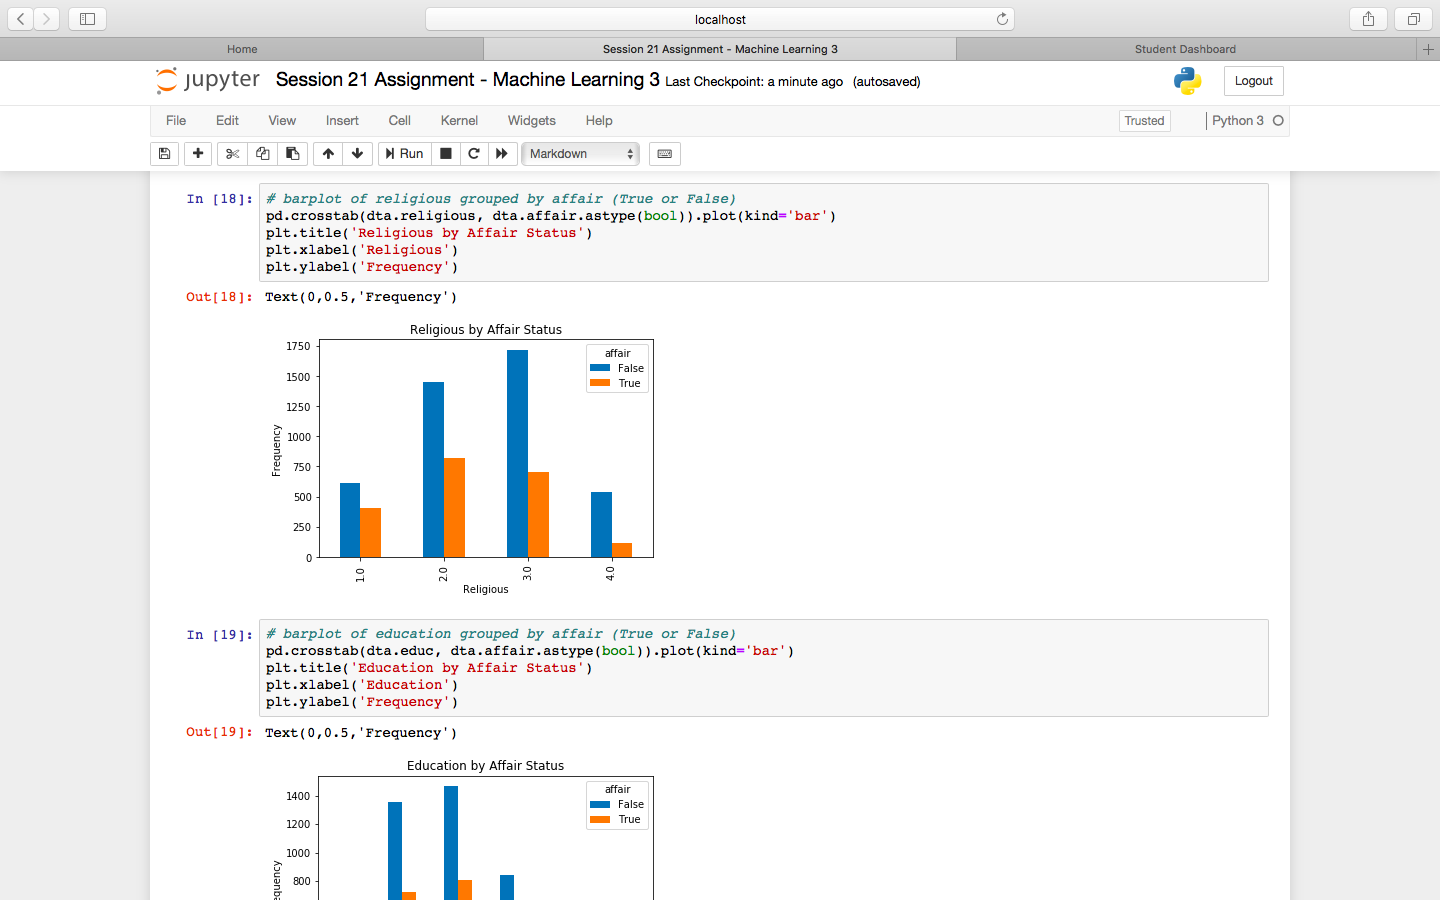 localhost
Home
Session 21 Assignment - Machine Learning 3
Student Dashboard
jupyter Session 21 Assignment - Machine Learning 3 Last Checkpoint: a minute ago (autosaved)
Logout
File Edit View Insert Cell Kernel Widgets Help
Trusted
Python 3
Run
Markdown
In [18]:
# barplot of religious grouped by affair (True or False)
pd.crosstab(dta.religious, dta.affair.astype(bool)).plot(kind='bar')
plt.title('Religious by Affair Status')
plt.xlabel('Religious')
plt.ylabel('Frequency')
Out[18]: Text(0,0.5,'Frequency')
Religious by Affair Status
affair
False
True
1750
1500
1250
1000
750
500
250
0
Frequency
1.0 2.0 3.0 4.0
Religious
In [19]:
# barplot of education grouped by affair (True or False)
pd.crosstab(dta.educ, dta.affair.astype(bool)).plot(kind='bar')
plt.title('Education by Affair Status')
plt.xlabel('Education')
plt.ylabel('Frequency')
Out[19]: Text(0,0.5,'Frequency')
Education by Affair Status
affair
False
True
1400
1200
1000
800